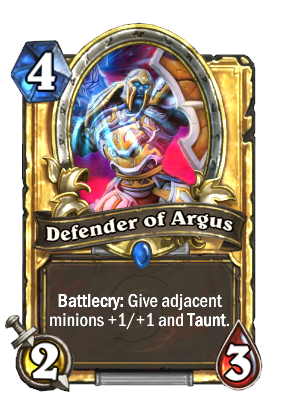 4
Defender of Argus
Battlecry: Give adjacent
minions +1/+1 and Taunt.
2
3